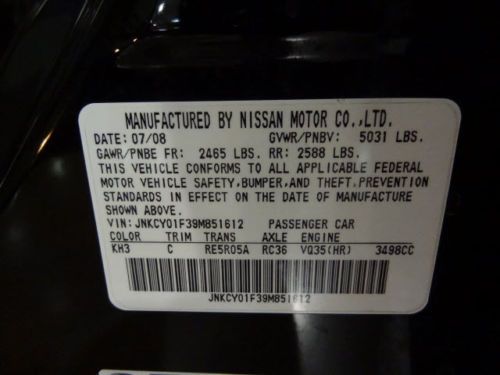 MANUFACTURED BY NISSAN MOTOR CO.,LTD.
DATE: 07/08 GVWR/PNBV: 5031 LBS.
GAWR/PNBE FR: 2465 LBS. RR: 2588 LBS.
THIS VEHICLE CONFORMS TO ALL APPLICABLE FEDERAL
MOTOR VEHICLE SAFETY,BUMPER,AND THEFT PREVENTION
STANDARDS IN EFFECT ON THE DATE OF MANUFACTURE
SHOWN ABOVE.
VIN: JNKCY01F39M851612 PASSENGER CAR
COLOR TRIM TRANS AXLE ENGINE
KH3 C RE5R05A RC36 VQ35(HR) 3498CC
JNKCY01F39M851612